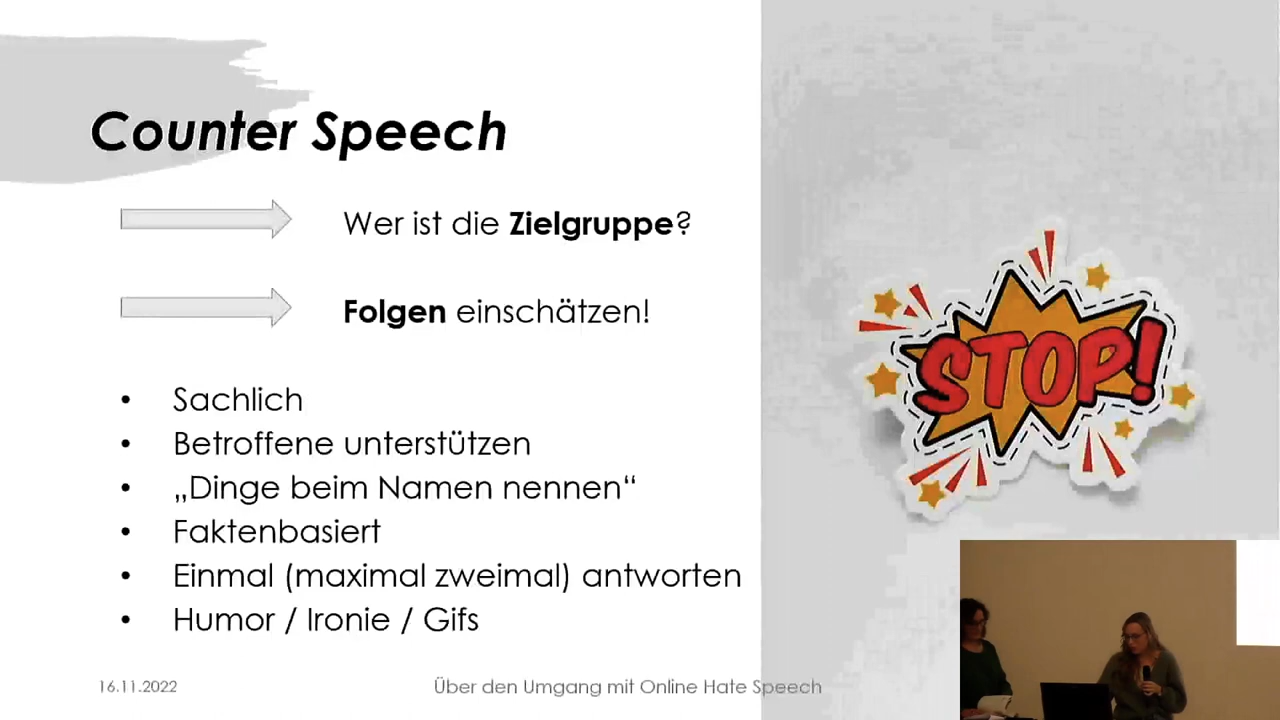 Counter Speech
Wer ist die Zielgruppe?
Folgen einschätzen!
• Sachlich
• Betroffene unterstützen
• „Dinge beim Namen nennen“
• Faktenbasiert
• Einmal (maximal zweimal) antworten
• Humor / Ironie / Gifs
STOP!
16.11.2022
Über den Umgang mit Online Hate Speech